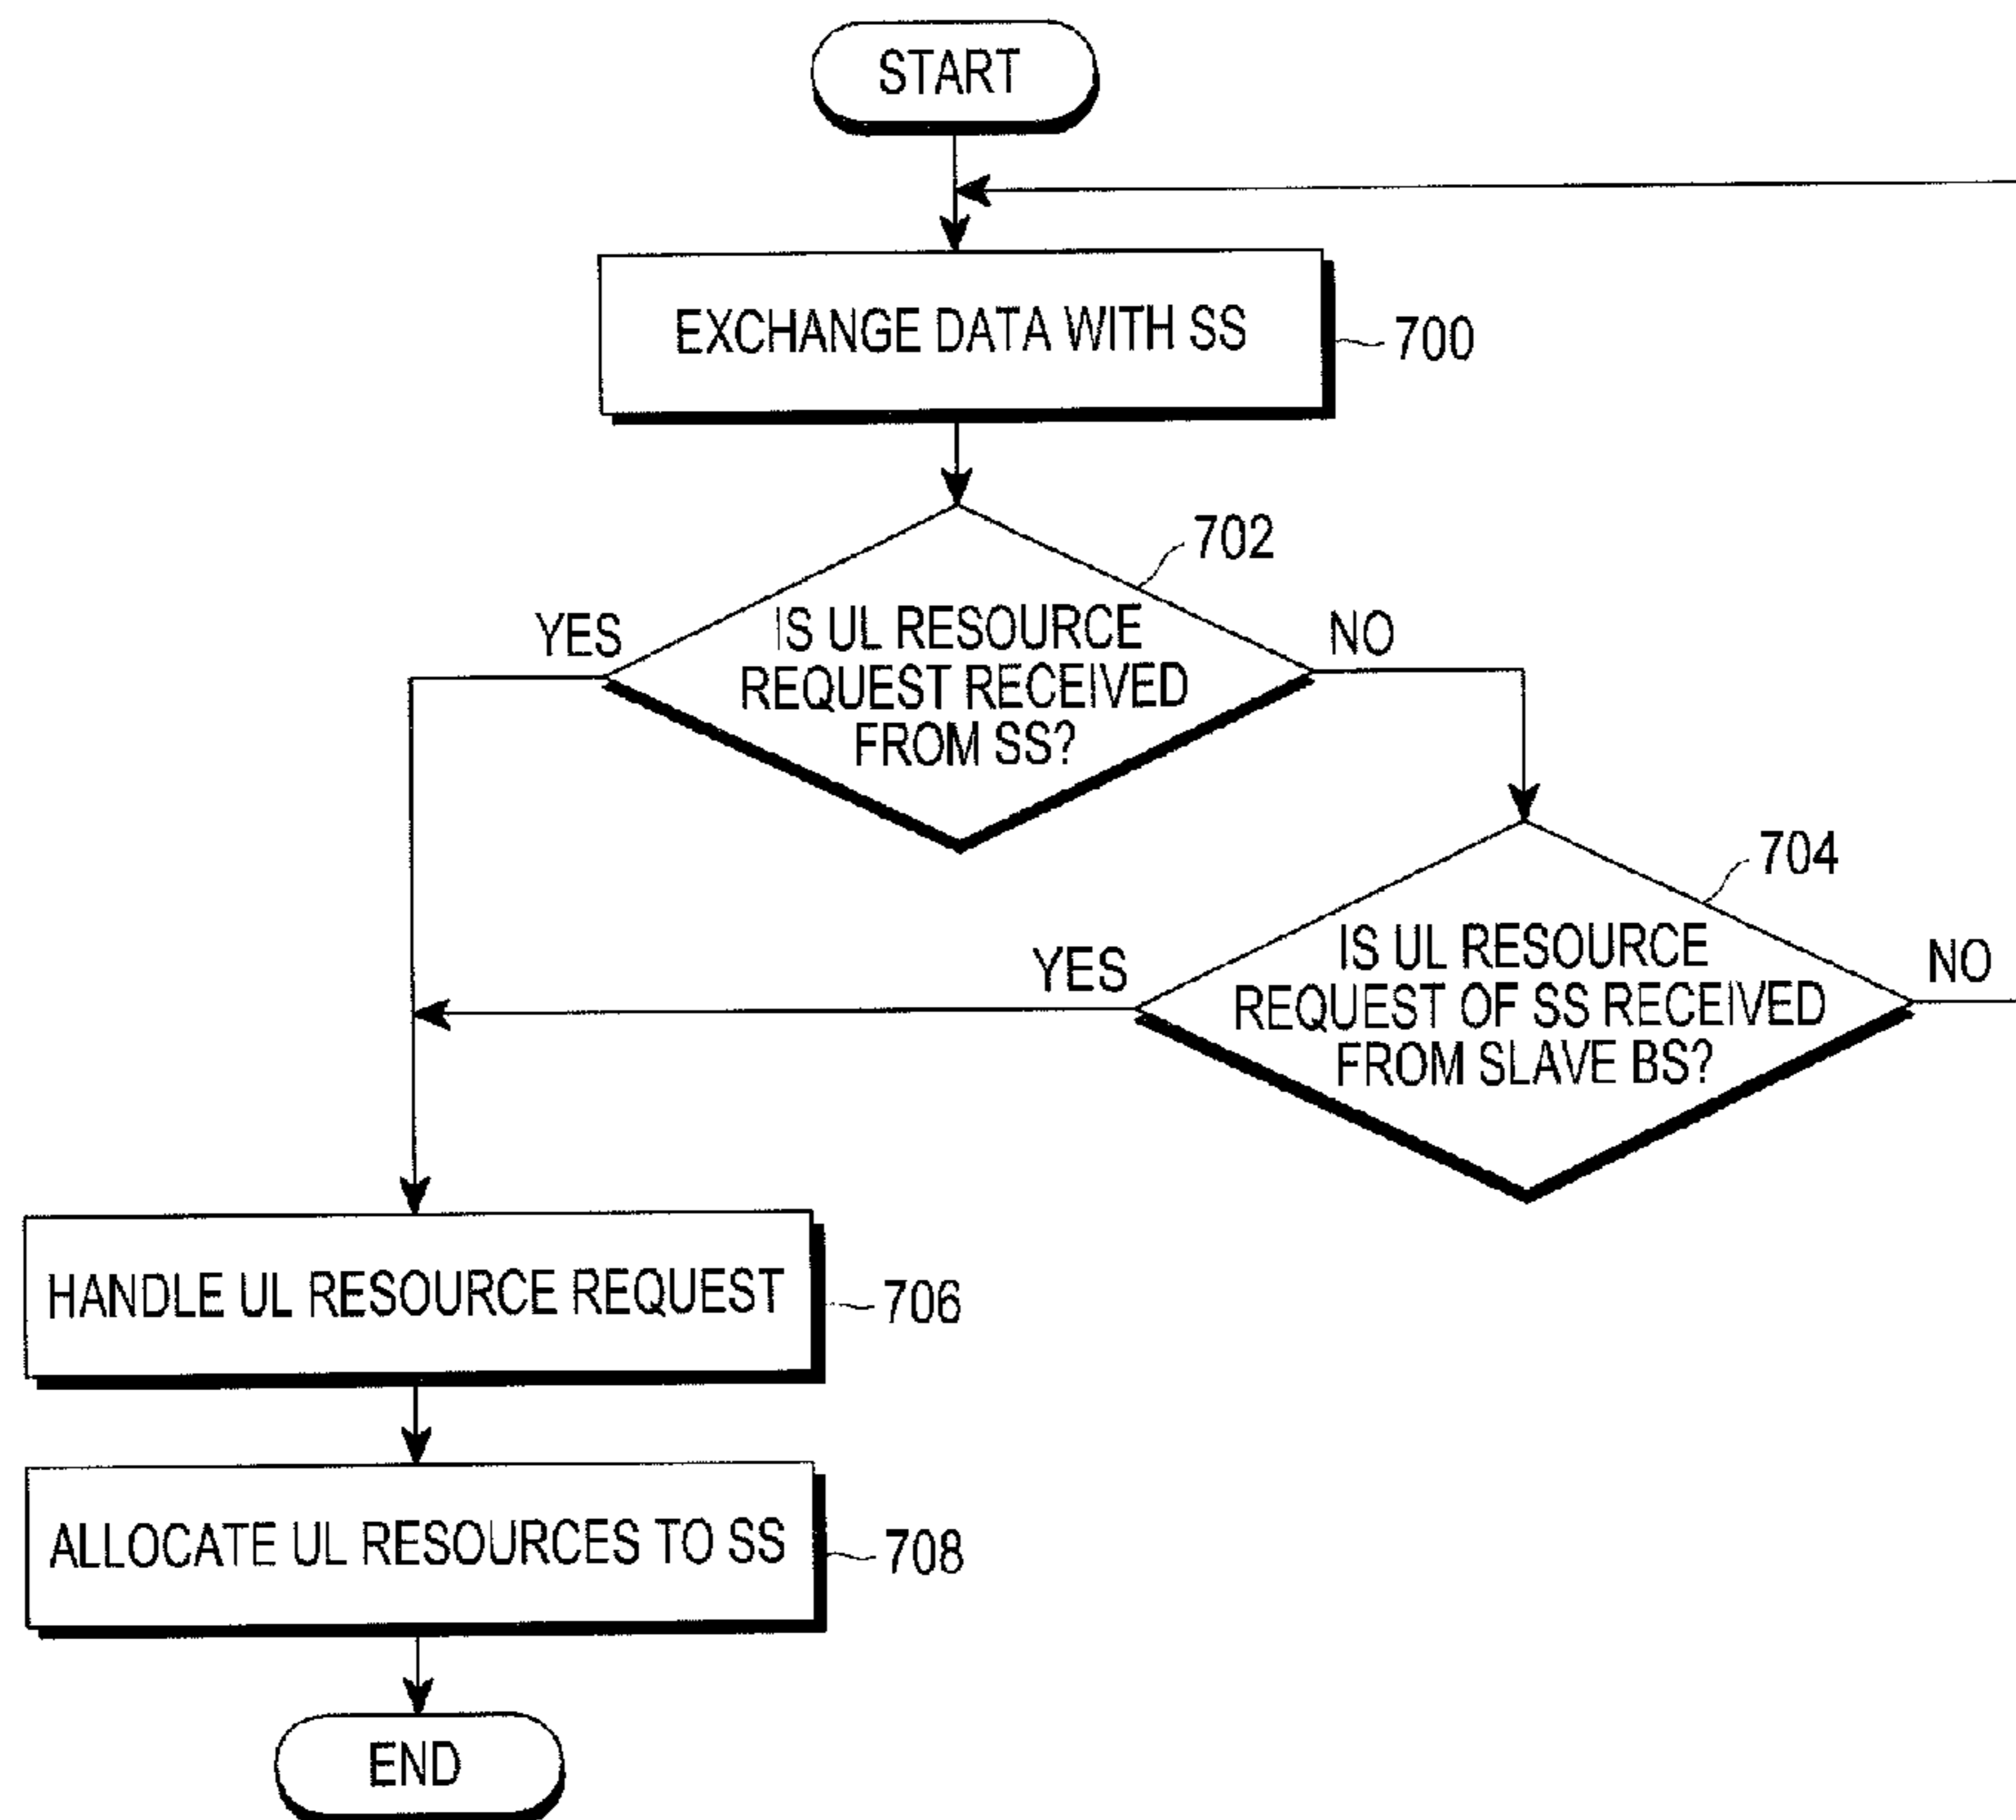 START
EXCHANGE DATA WITH SS
700
702
YES
IS UL RESOURCE
REQUEST RECEIVED
FROM SS?
NO
704
YES
IS UL RESOURCE
REQUEST OF SS RECEIVED
FROM SLAVE BS?
NO
HANDLE UL RESOURCE REQUEST
706
ALLOCATE UL RESOURCES TO SS
708
END